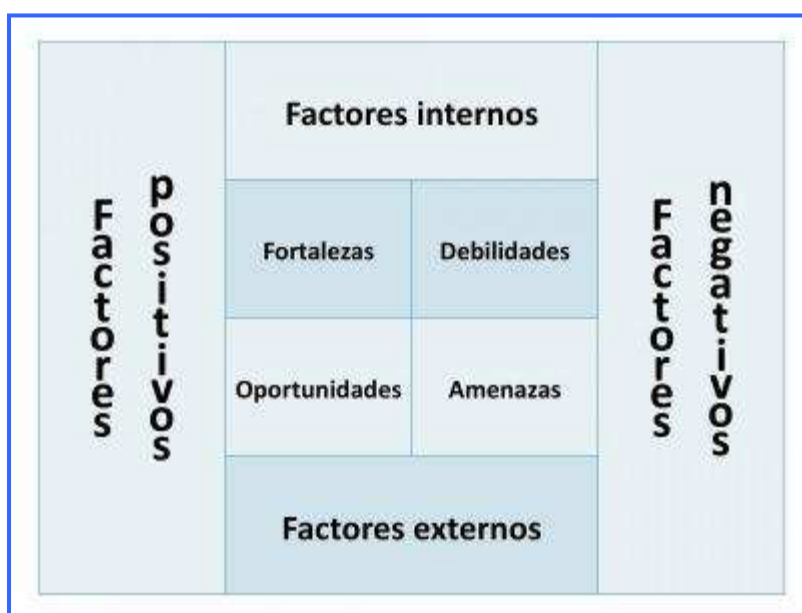 Factores positivos
Factores internos
Fortalezas
Debilidades
Oportunidades
Amenazas
Factores externos
Factores negativos